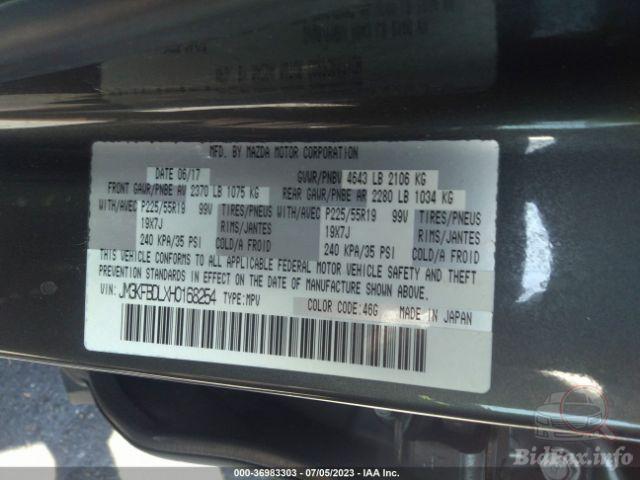 MFD. BY MAZDA MOTOR CORPORATION
DATE 06/17 GVWR/PNBV 4643 LB 2106 KG
FRONT GAWR/PNBE AV 2370 LB 1075 KG REAR GAWR/PNBE AR 2280 LB 1034 KG
WITH/AVEC P225/55R19 99V TIRES/PNEUS WITH/AVEC P225/55R19 99V TIRES/PNEUS
19X7J RIMS/JANTES 19X7J RIMS/JANTES
240 KPA/35 PSI COLD/A FROID 240 KPA/35 PSI COLD/A FROID
THIS VEHICLE CONFORMS TO ALL APPLICABLE FEDERAL MOTOR VEHICLE SAFETY AND THEFT
PREVENTION STANDARDS IN EFFECT ON THE DATE OF MANUFACTURE SHOWN ABOVE.
VIN: JM3KFBDLXH0168254 TYPE: MPV
COLOR CODE: 46G MADE IN JAPAN
BidFox.info
000-36983303 - 07/05/2023 - IAA Inc.